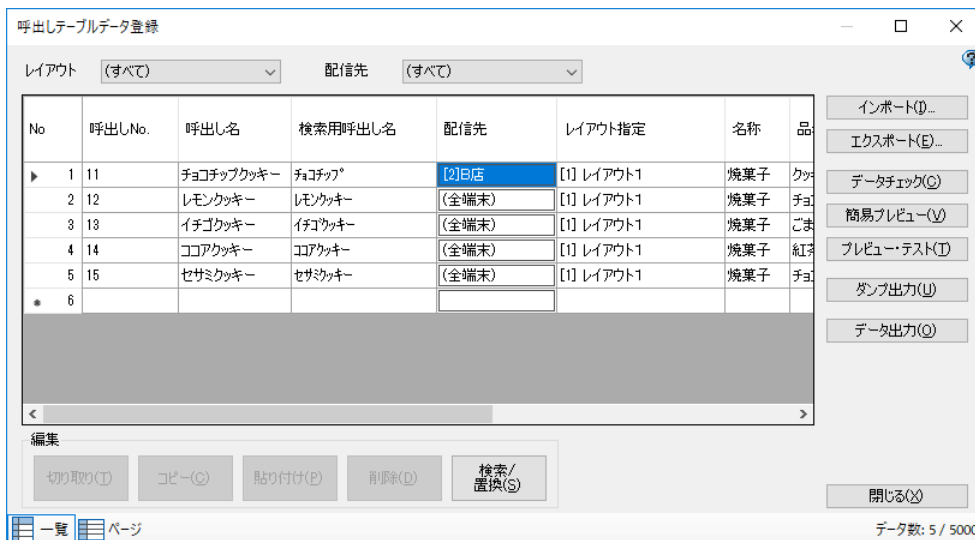 呼出しテーブルデータ登録
レイアウト (すべて) 配信先 (すべて)
No 呼出しNo. 呼出し名 検索用呼出し名 配信先 レイアウト指定 名称
1 11 チョコチップクッキー ﾁｮｺﾁｯﾌﾟ [2]B店 [1] レイアウト1 焼菓子 クッキ
2 12 レモンクッキー ﾚﾓﾝｸｯｷｰ (全端末) [1] レイアウト1 焼菓子 チョ
3 13 イチゴクッキー ｲﾁｺﾞｸｯｷｰ (全端末) [1] レイアウト1 焼菓子 ごま
4 14 ココアクッキー ｺｺｱｸｯｷｰ (全端末) [1] レイアウト1 焼菓子 紅茶
5 15 セサミクッキー ｾｻﾐｸｯｷｰ (全端末) [1] レイアウト1 焼菓子 チョ
6
インポート(I)...
エクスポート(E)...
データチェック(C)
簡易プレビュー(V)
プレビュー・テスト(T)
ダンプ出力(U)
データ出力(O)
編集
切り取り(T) コピー(C) 貼り付け(P) 削除(D) 検索/
置換(S)
閉じる(X)
一覧 ページ データ数: 5 / 5000